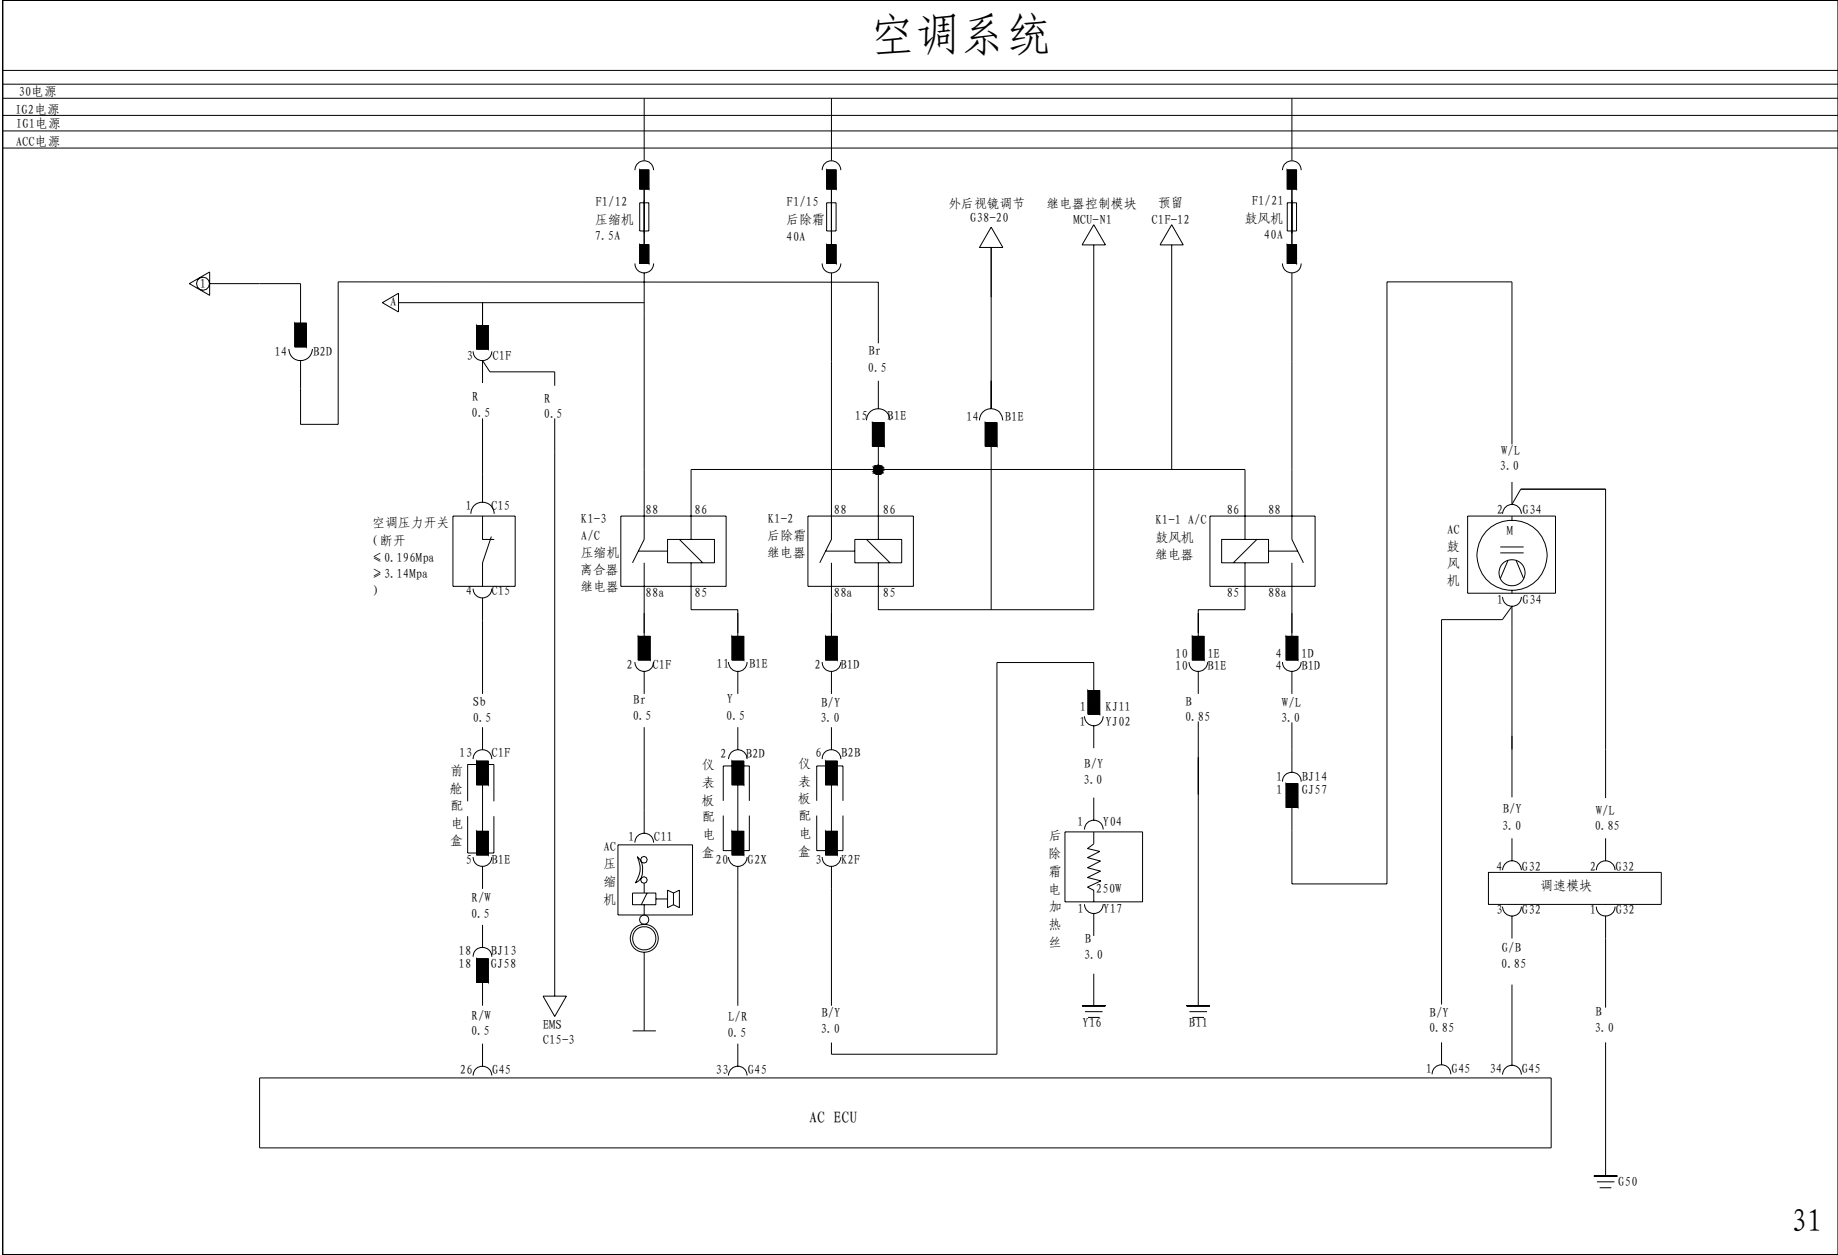 空调系统
30电源
IG2电源
IG1电源
ACC电源
F1/12
压缩机
7.5A
F1/15
后除霜
40A
外后视镜调节
G38-20
继电器控制模块
MCU-N1
预留
C1F-12
F1/21
鼓风机
40A
1
A
14 B2D
3 C1F
Br
0.5
R
0.5
R
0.5
15 B1E
14 B1E
W/L
3.0
1 C15
空调压力开关
(断开
≤0.196Mpa
≥3.14Mpa
)
4 C15
K1-3
A/C
压缩机
离合器
继电器
88 86
88a 85
K1-2
后除霜
继电器
88 86
88a 85
K1-1 A/C
鼓风机
继电器
86 88
85 88a
2 G34
AC
鼓
风
机
M
1 G34
2 C1F
11 B1E
2 B1D
10 1E
10 B1E
4 1D
4 B1D
Sb
0.5
Br
0.5
Y
0.5
B/Y
3.0
1 KJ11
1 YJ02
B
0.85
W/L
3.0
13 C1F
前
舱
配
电
盒
5 B1E
2 B2D
仪
表
板
配
电
盒
20 G2X
6 B2B
仪
表
板
配
电
盒
3 K2F
B/Y
3.0
1 BJ14
1 GJ57
B/Y
3.0
W/L
0.85
1 C11
AC
压
缩
机
1 Y04
后
除
霜
电
加
热
丝
250W
1 Y17
4 G32
2 G32
调速模块
3 G32
1 G32
R/W
0.5
18 BJ13
18 GJ58
B
3.0
G/B
0.85
R/W
0.5
EMS
C15-3
L/R
0.5
B/Y
3.0
Y16
B11
B/Y
0.85
B
3.0
26 G45
33 G45
1 G45
34 G45
AC ECU
G50
31